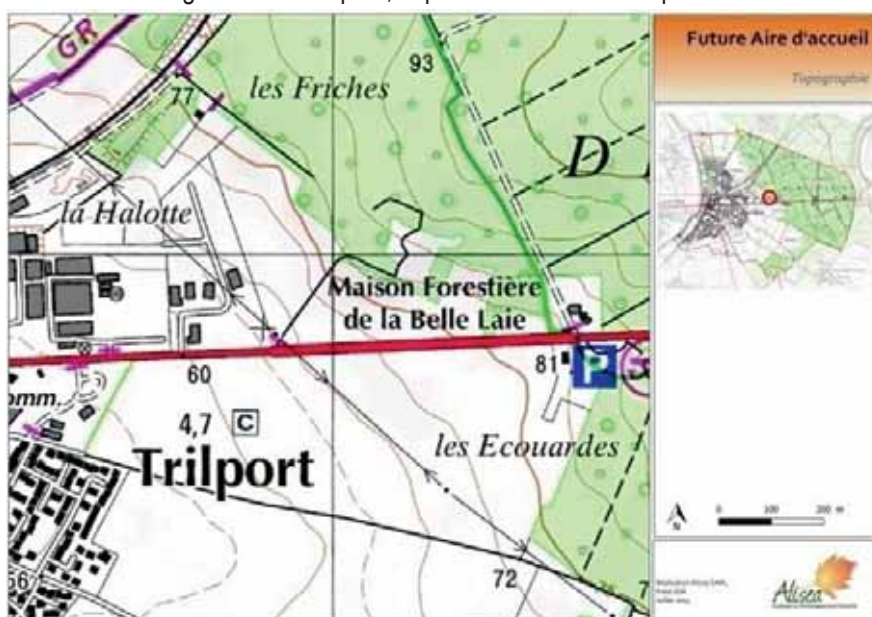 GR
77
les Friches
93
D
la Halotte
Maison Forestière
de la Belle Laie
60
81
P
omm.
4,7 C
Trilport
les Ecouardes
72
56
Future Aire d'accueil
Topographie
N
0 100 200 m
Alisea